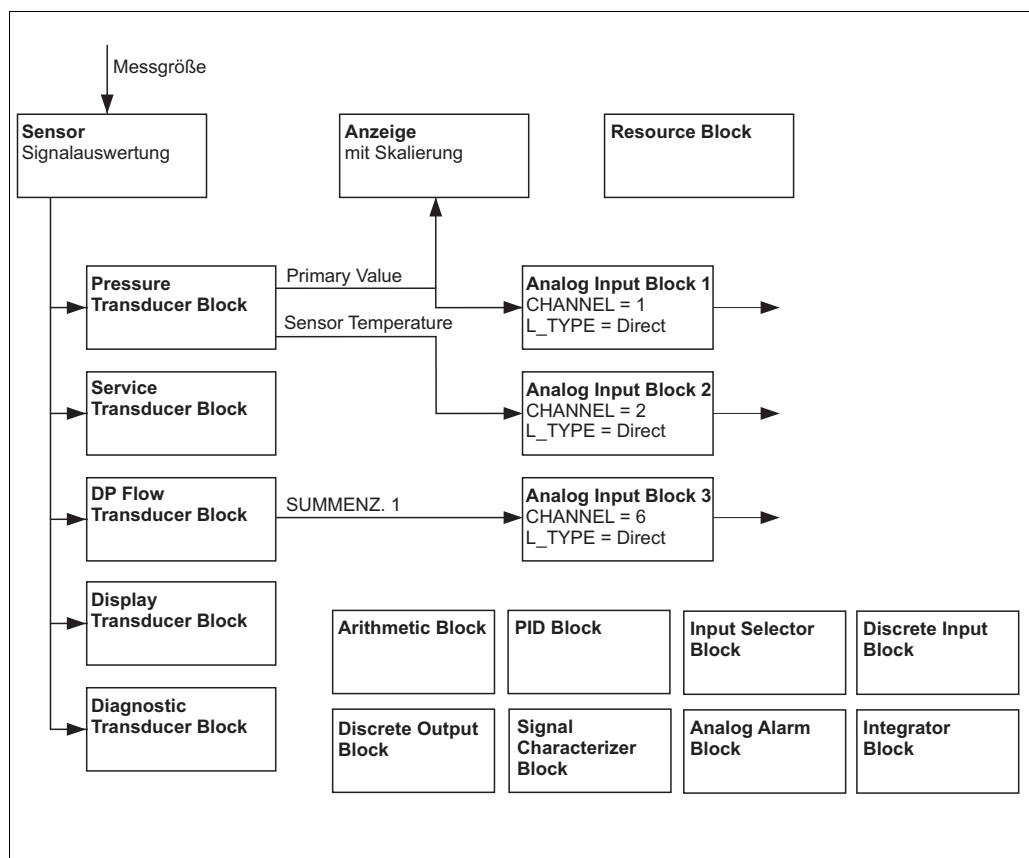 Messgröße
Sensor
Signalauswertung
Anzeige
mit Skalierung
Resource Block
Pressure
Transducer Block
Primary Value
Sensor Temperature
Analog Input Block 1
CHANNEL = 1
L_TYPE = Direct
Service
Transducer Block
Analog Input Block 2
CHANNEL = 2
L_TYPE = Direct
DP Flow
Transducer Block
SUMMENZ. 1
Analog Input Block 3
CHANNEL = 6
L_TYPE = Direct
Display
Transducer Block
Arithmetic Block
PID Block
Input Selector
Block
Discrete Input
Block
Diagnostic
Transducer Block
Discrete Output
Block
Signal
Characterizer
Block
Analog Alarm
Block
Integrator
Block